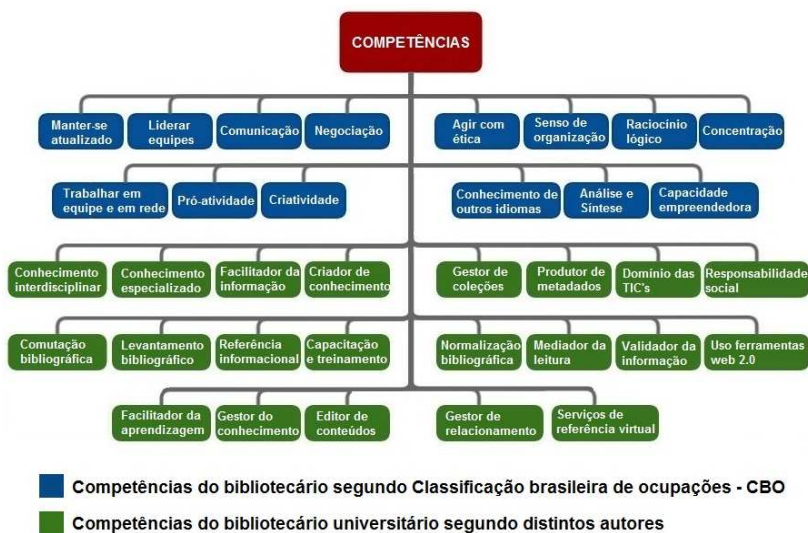 COMPETÊNCIAS
Manter-se
atualizado
Liderar
equipes
Comunicação
Negociação
Agir com
ética
Senso de
organização
Raciocínio
lógico
Concentração
Trabalhar em
equipe e em rede
Pró-atividade
Criatividade
Conhecimento de
outros idiomas
Análise e
Síntese
Capacidade
empreendedora
Conhecimento
interdisciplinar
Conhecimento
especializado
Facilitador da
informação
Criador de
conhecimento
Gestor de
coleções
Produtor de
metadados
Domínio das
TIC's
Responsabilidade
social
Comutação
bibliográfica
Levantamento
bibliográfico
Referência
informacional
Capacitação
e treinamento
Normalização
bibliográfica
Mediador da
leitura
Validador da
informação
Uso ferramentas
web 2.0
Facilitador da
aprendizagem
Gestor do
conhecimento
Editor de
conteúdos
Gestor de
relacionamento
Serviços de
referência virtual
Competências do bibliotecário segundo Classificação brasileira de ocupações - CBO
Competências do bibliotecário universitário segundo distintos autores